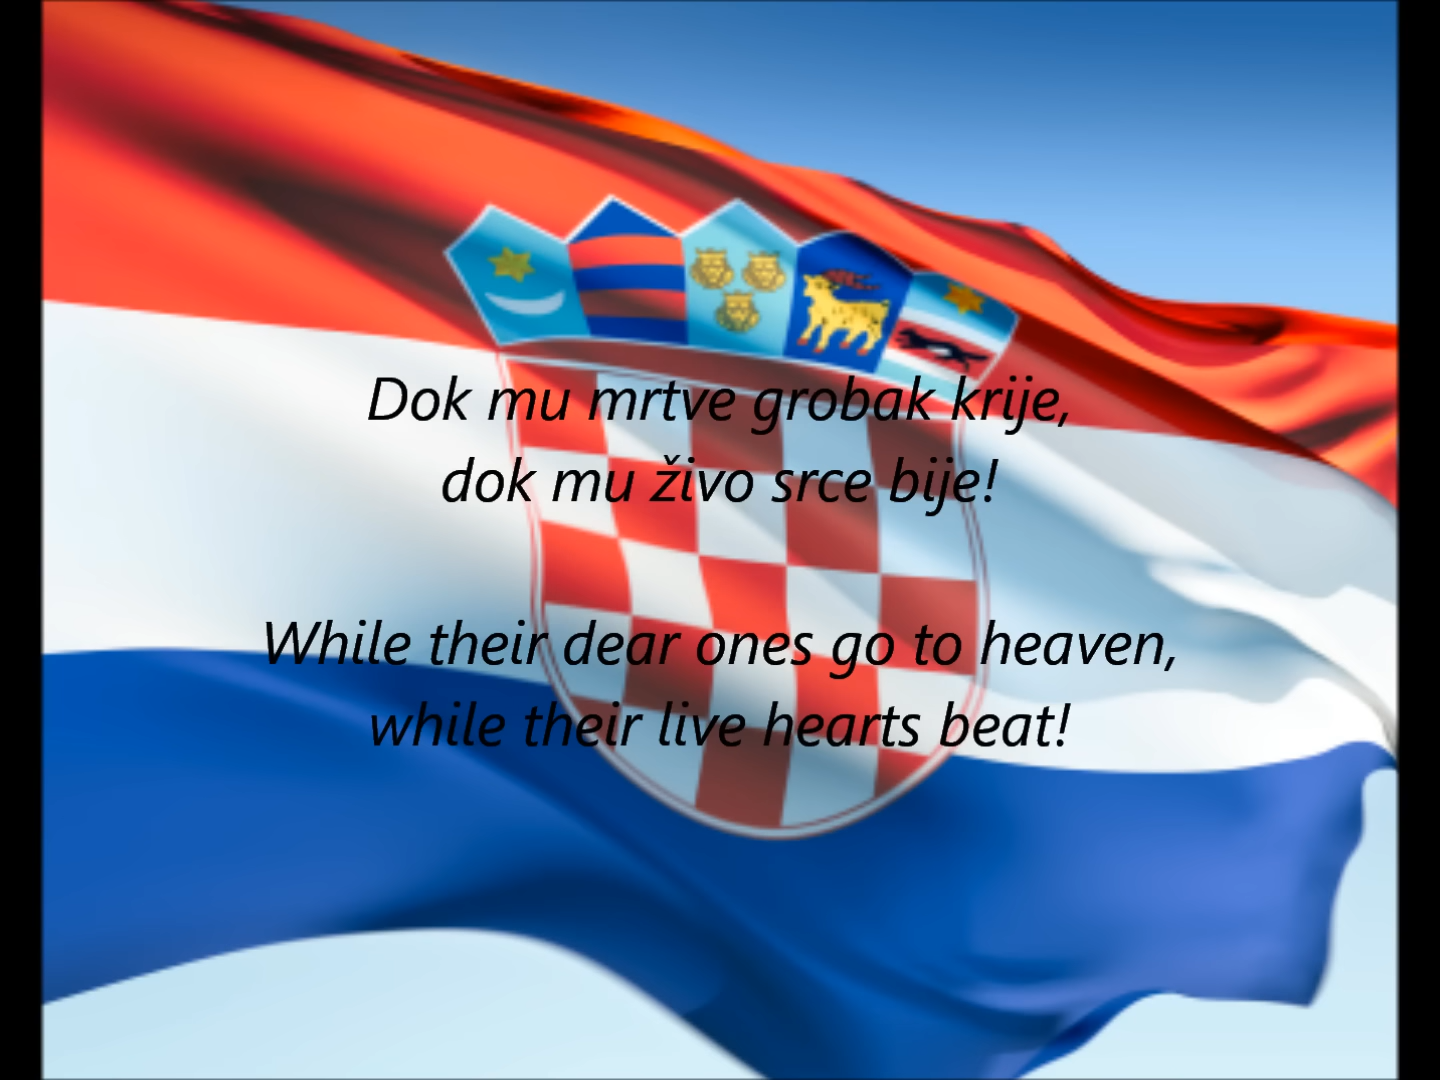 Dok mu mrtve grobak krije,
dok mu živo srce bije!
While their dear ones go to heaven,
while their live hearts beat!